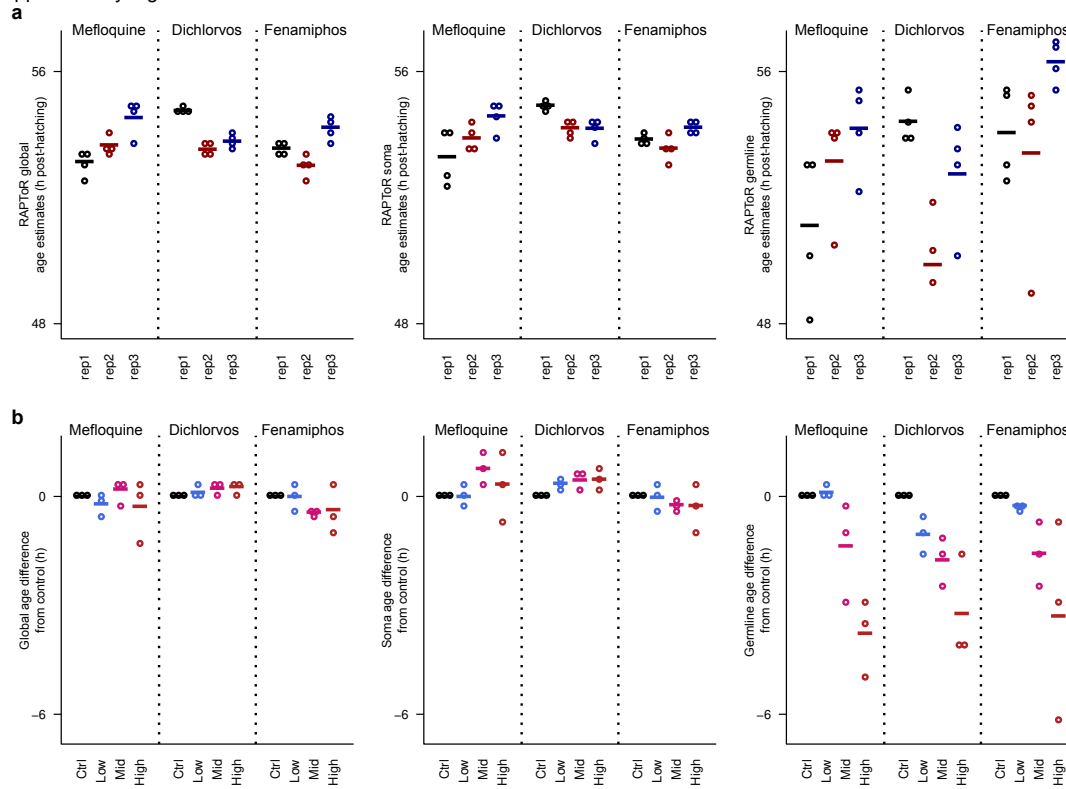 a
Mefloquine Dichlorvos Fenamiphos
56
48
RAPToR global
age estimates (h post-hatching)
rep1 rep2 rep3 rep1 rep2 rep3 rep1 rep2 rep3
Mefloquine Dichlorvos Fenamiphos
56
48
RAPToR soma
age estimates (h post-hatching)
rep1 rep2 rep3 rep1 rep2 rep3 rep1 rep2 rep3
Mefloquine Dichlorvos Fenamiphos
56
48
RAPToR germline
age estimates (h post-hatching)
rep1 rep2 rep3 rep1 rep2 rep3 rep1 rep2 rep3
b
Mefloquine Dichlorvos Fenamiphos
0
−6
Global age difference
from control (h)
Ctrl Low Mid High Ctrl Low Mid High Ctrl Low Mid High
Mefloquine Dichlorvos Fenamiphos
0
−6
Soma age difference
from control (h)
Ctrl Low Mid High Ctrl Low Mid High Ctrl Low Mid High
Mefloquine Dichlorvos Fenamiphos
0
−6
Germline age difference
from control (h)
Ctrl Low Mid High Ctrl Low Mid High Ctrl Low Mid High